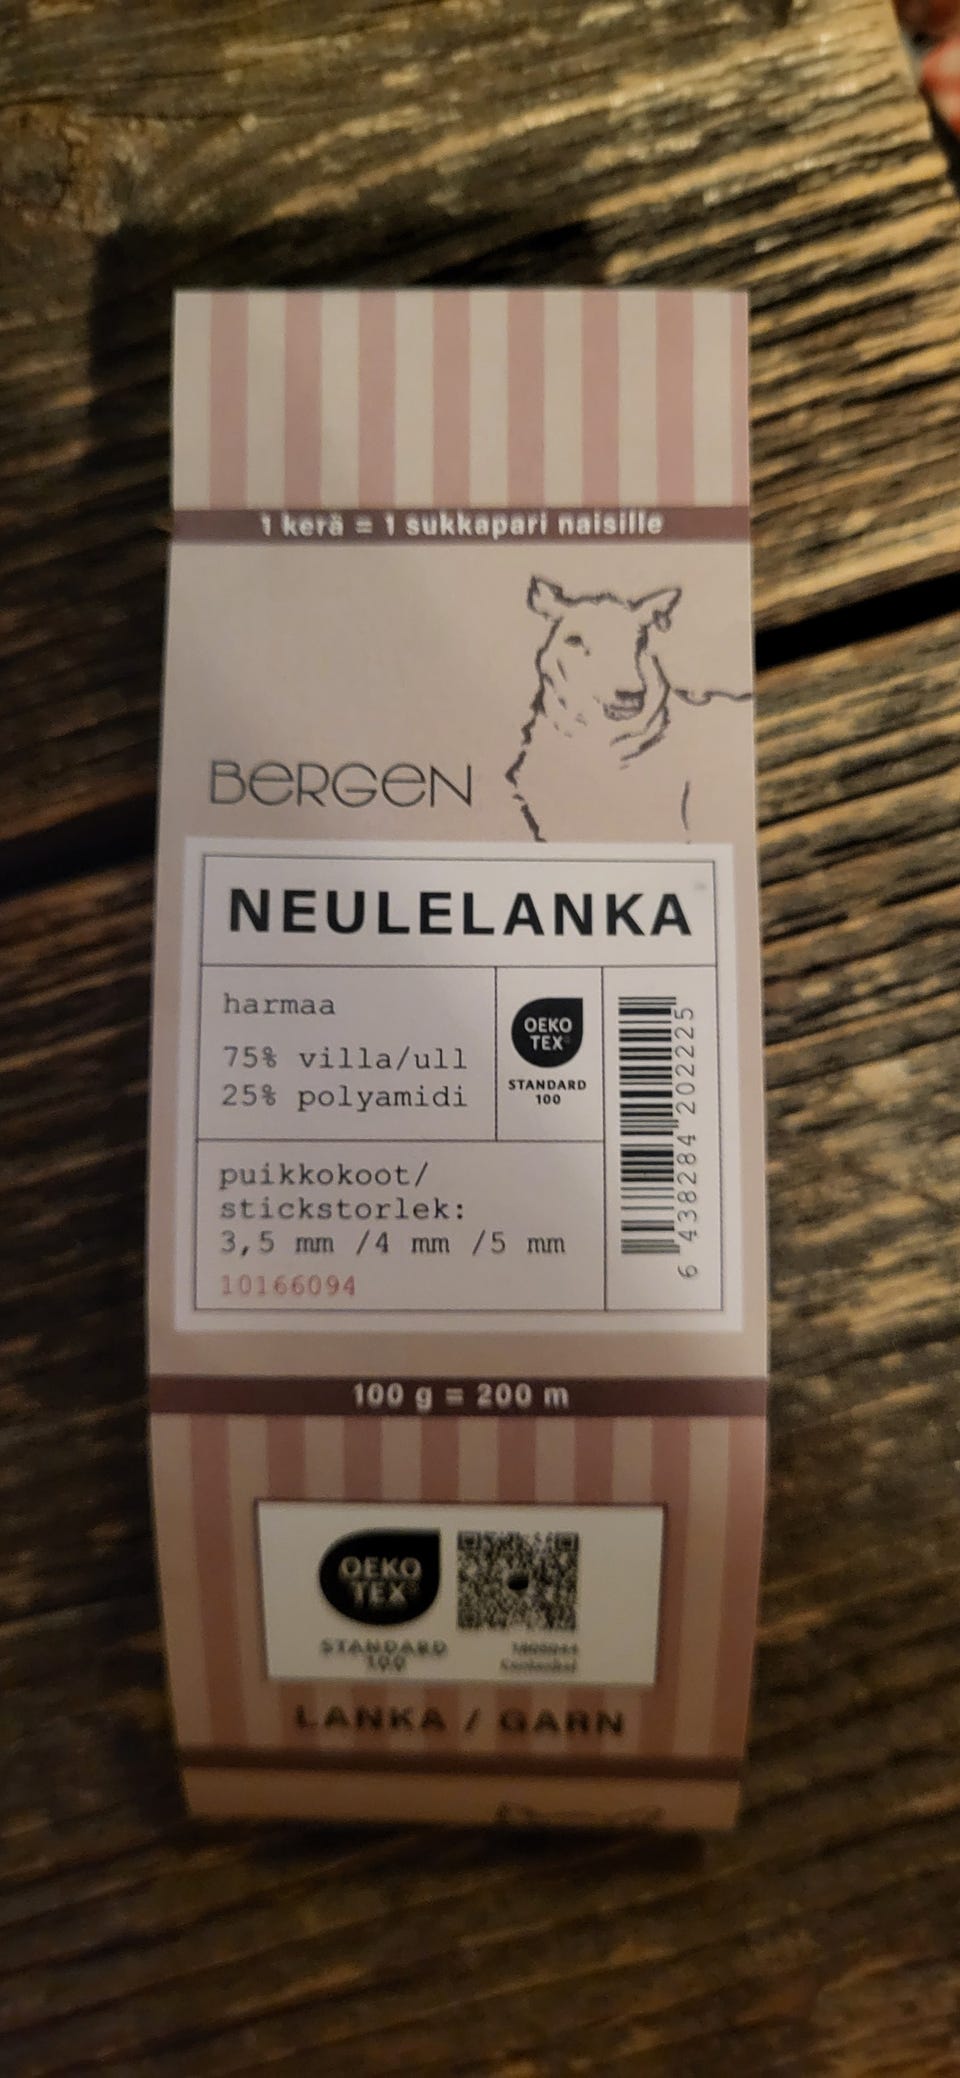 1 kerä = 1 sukkapari naisille
BERGEN
NEULELANKA
harmaa
75% villa/ull
25% polyamidi
OEKO
TEX
STANDARD
100
6 438284 202225
puikkokoot/
stickstorlek:
3,5 mm /4 mm /5 mm
10166094
100 g = 200 m
OEKO
TEX®
STANDARD
100
LANKA / GARN